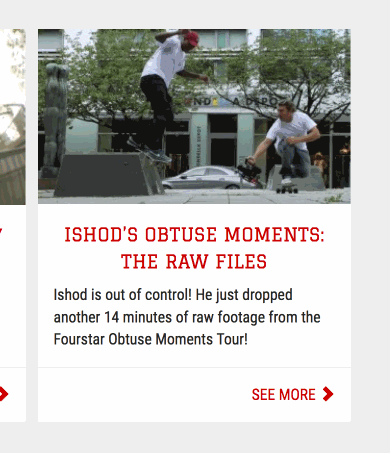 ISHOD'S OBTUSE MOMENTS:
THE RAW FILES
Ishod is out of control! He just dropped
another 14 minutes of raw footage from the
Fourstar Obtuse Moments Tour!
SEE MORE